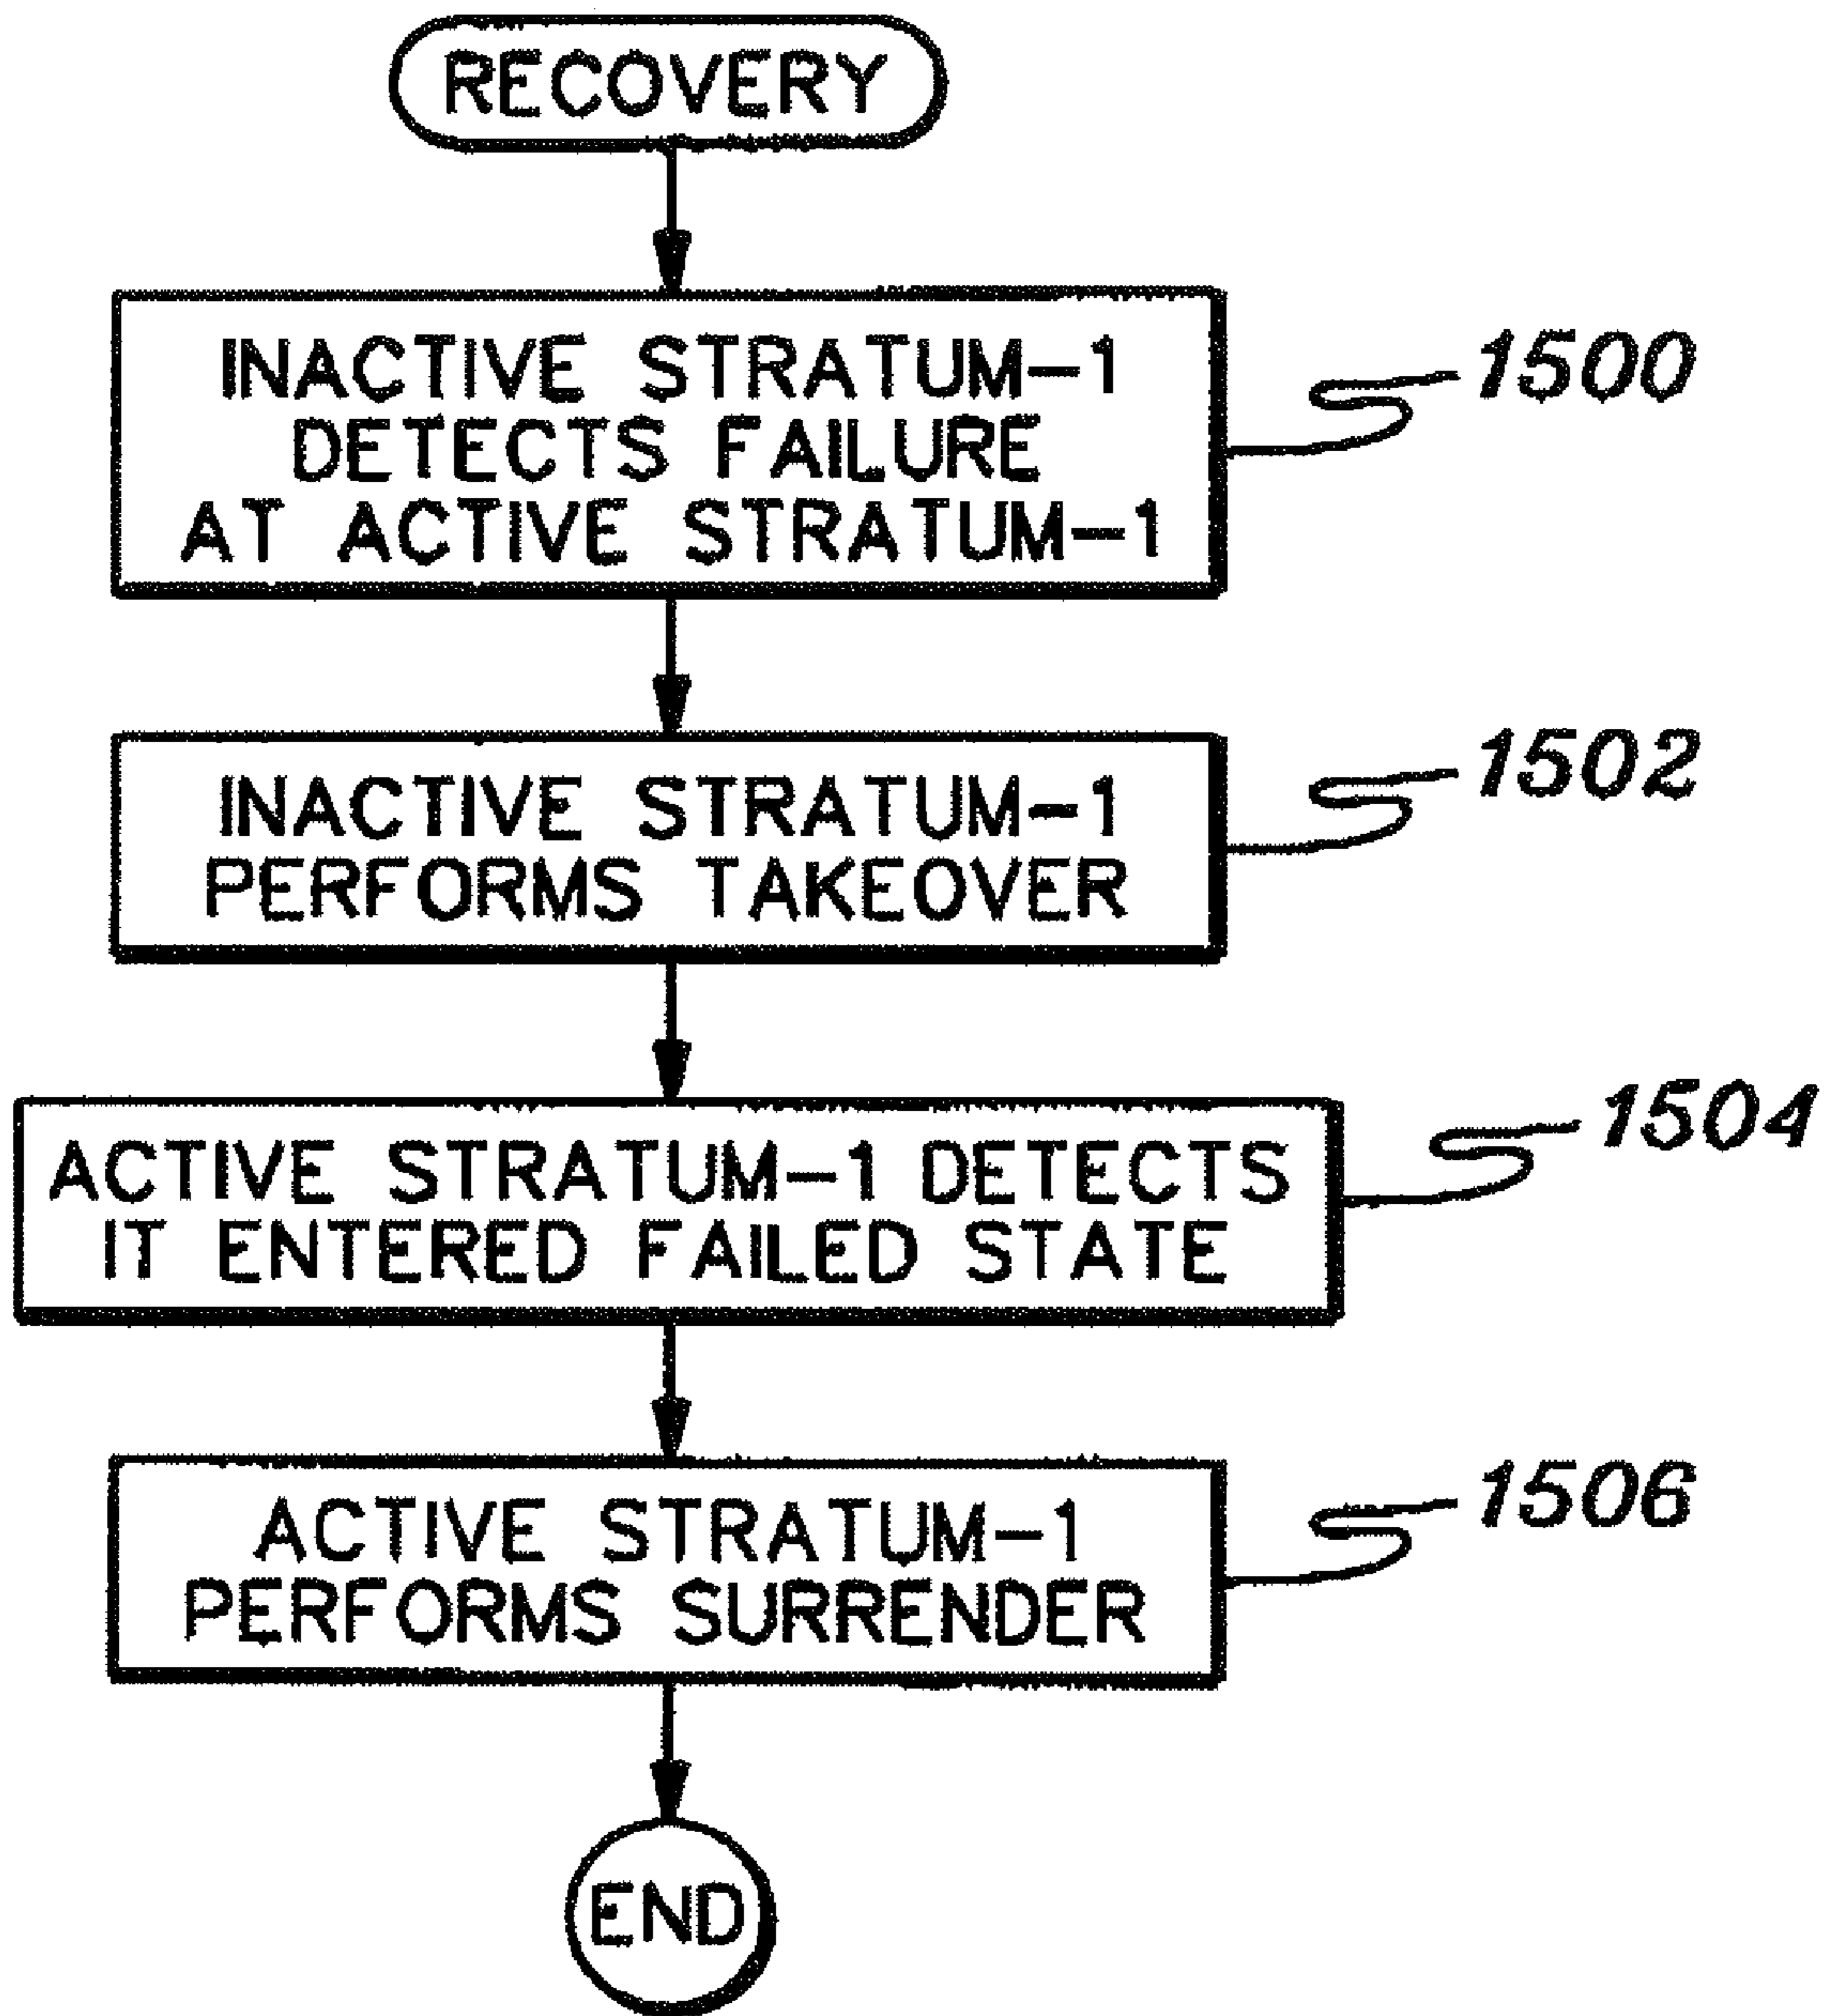 RECOVERY
INACTIVE STRATUM-1
DETECTS FAILURE
AT ACTIVE STRATUM-1
1500
INACTIVE STRATUM-1
PERFORMS TAKEOVER
1502
ACTIVE STRATUM-1 DETECTS
IT ENTERED FAILED STATE
1504
ACTIVE STRATUM-1
PERFORMS SURRENDER
1506
END